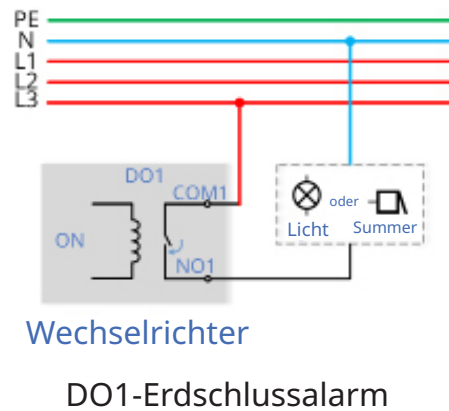 PE
N
L1
L2
L3
DO1
COM1
ON
NO1
oder
Licht
Summer
Wechselrichter
DO1-Erdschlussalarm